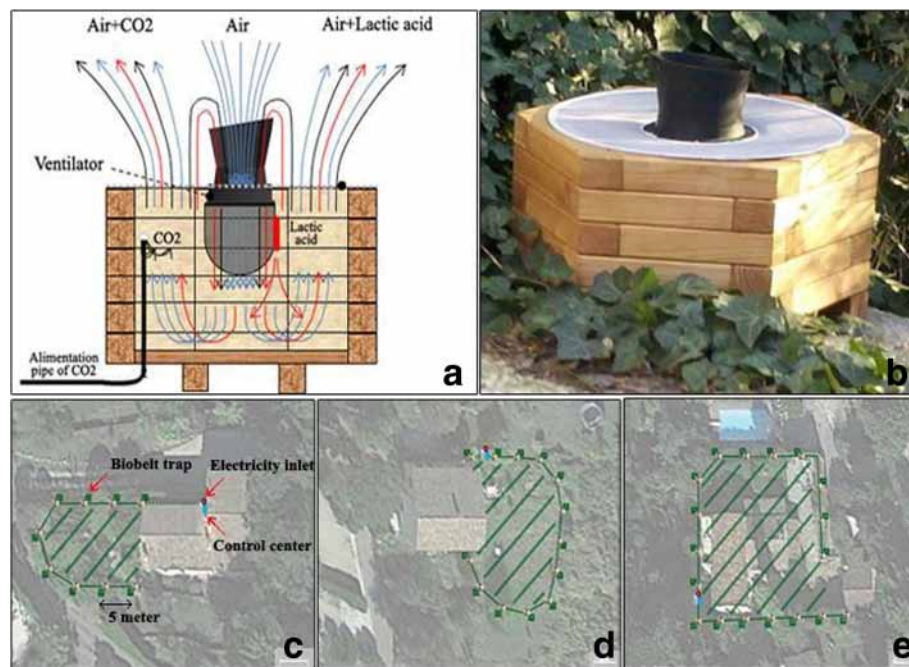 Air+CO2 Air Air+Lactic acid
Ventilator
CO2
Lactic
acid
Alimentation
pipe of CO2
a
b
Biobelt trap
Electricity inlet
Control center
5 meter
c
d
e